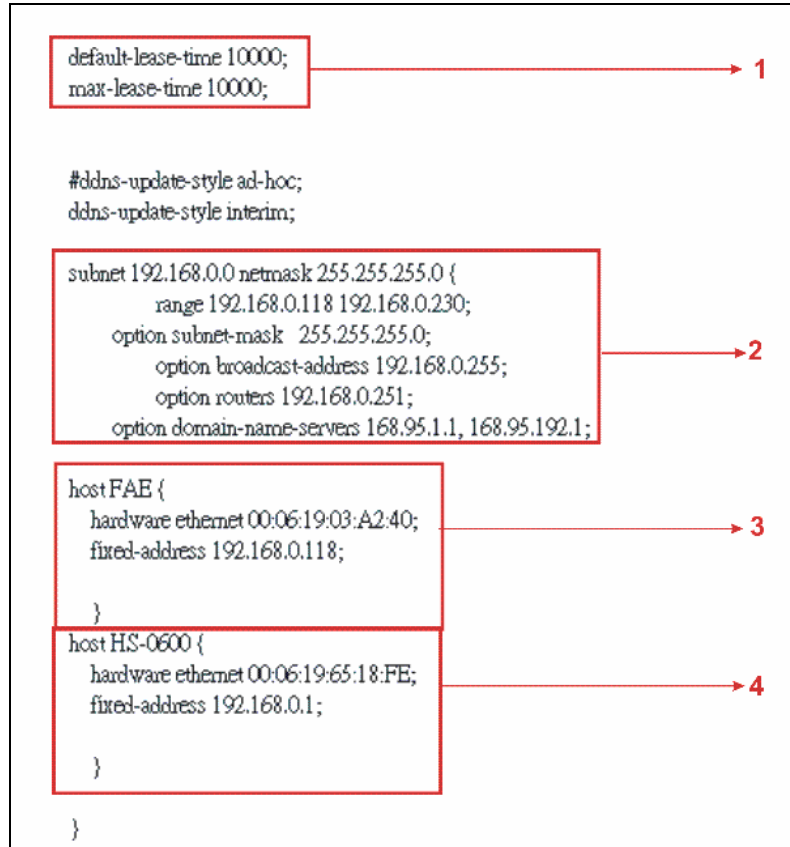 default-lease-time 10000;
max-lease-time 10000;
1
#ddns-update-style ad-hoc;
ddns-update-style interim;
subnet 192.168.0.0 netmask 255.255.255.0 {
range 192.168.0.118 192.168.0.230;
option subnet-mask 255.255.255.0;
2
option broadcast-address 192.168.0.255;
option routers 192.168.0.251;
option domain-name-servers 168.95.1.1, 168.95.192.1;
host FAE {
hardware ethernet 00:06:19:03:A2:40;
3
fixed-address 192.168.0.118;
}
host HS-0600 {
hardware ethernet 00:06:19:65:18:FE;
4
fixed-address 192.168.0.1;
}
}